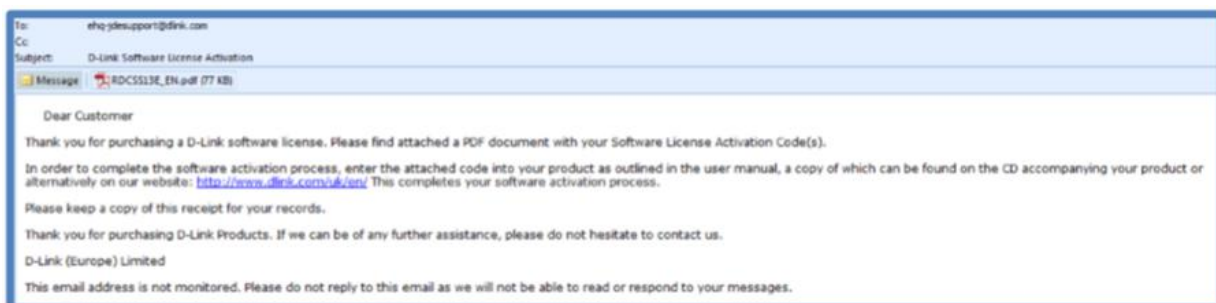 To: ehq-jdesupport@dlink.com
Cc:
Subject: D-Link Software License Activation
Message RDCSS13E_EN.pdf (77 KB)
Dear Customer
Thank you for purchasing a D-Link software license. Please find attached a PDF document with your Software License Activation Code(s).
In order to complete the software activation process, enter the attached code into your product as outlined in the user manual, a copy of which can be found on the CD accompanying your product or
alternatively on our website: http://www.dlink.com/uk/en/ This completes your software activation process.
Please keep a copy of this receipt for your records.
Thank you for purchasing D-Link Products. If we can be of any further assistance, please do not hesitate to contact us.
D-Link (Europe) Limited
This email address is not monitored. Please do not reply to this email as we will not be able to read or respond to your messages.